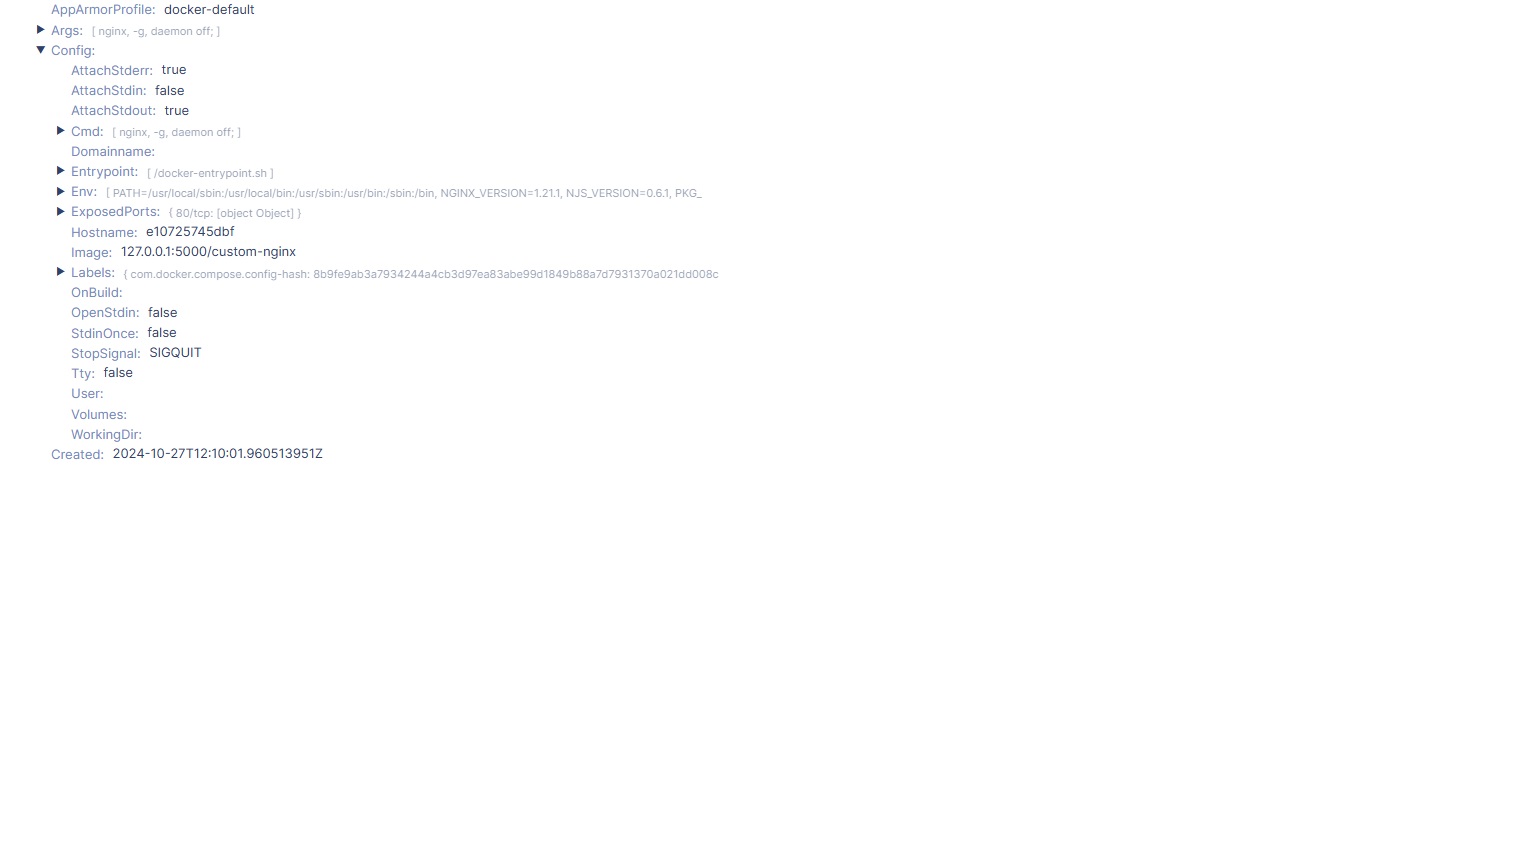 AppArmorProfile: docker-default
Args: [ nginx, -g, daemon off; ]
Config:
AttachStderr: true
AttachStdin: false
AttachStdout: true
Cmd: [ nginx, -g, daemon off; ]
Domainname:
Entrypoint: [ /docker-entrypoint.sh ]
Env: [ PATH=/usr/local/sbin:/usr/local/bin:/usr/sbin:/usr/bin:/sbin:/bin, NGINX_VERSION=1.21.1, NJS_VERSION=0.6.1, PKG_
ExposedPorts: { 80/tcp: [object Object] }
Hostname: e10725745dbf
Image: 127.0.0.1:5000/custom-nginx
Labels: { com.docker.compose.config-hash: 8b9fe9ab3a7934244a4cb3d97ea83abe99d1849b88a7d7931370a021dd008c
OnBuild:
OpenStdin: false
StdinOnce: false
StopSignal: SIGQUIT
Tty: false
User:
Volumes:
WorkingDir:
Created: 2024-10-27T12:10:01.960513951Z